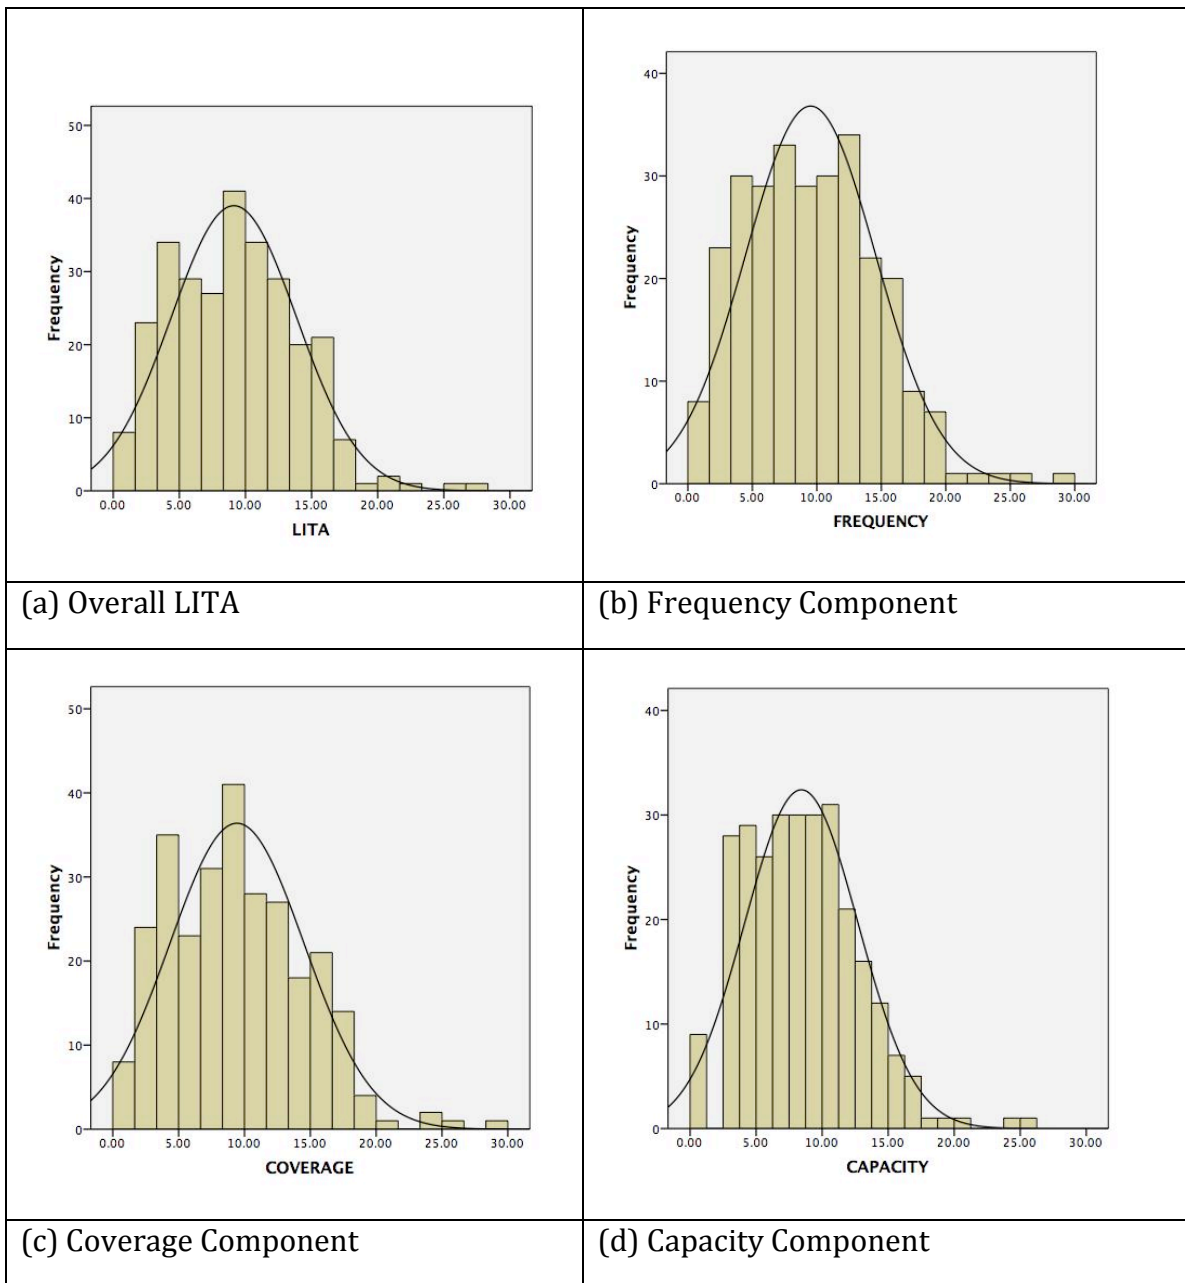 50
40
30
20
10
0
Frequency
0.00 5.00 10.00 15.00 20.00 25.00 30.00
LITA
40
30
20
10
0
Frequency
0.00 5.00 10.00 15.00 20.00 25.00 30.00
FREQUENCY
(a) Overall LITA
(b) Frequency Component
50
40
30
20
10
0
Frequency
0.00 5.00 10.00 15.00 20.00 25.00 30.00
COVERAGE
40
30
20
10
0
Frequency
0.00 5.00 10.00 15.00 20.00 25.00 30.00
CAPACITY
(c) Coverage Component
(d) Capacity Component